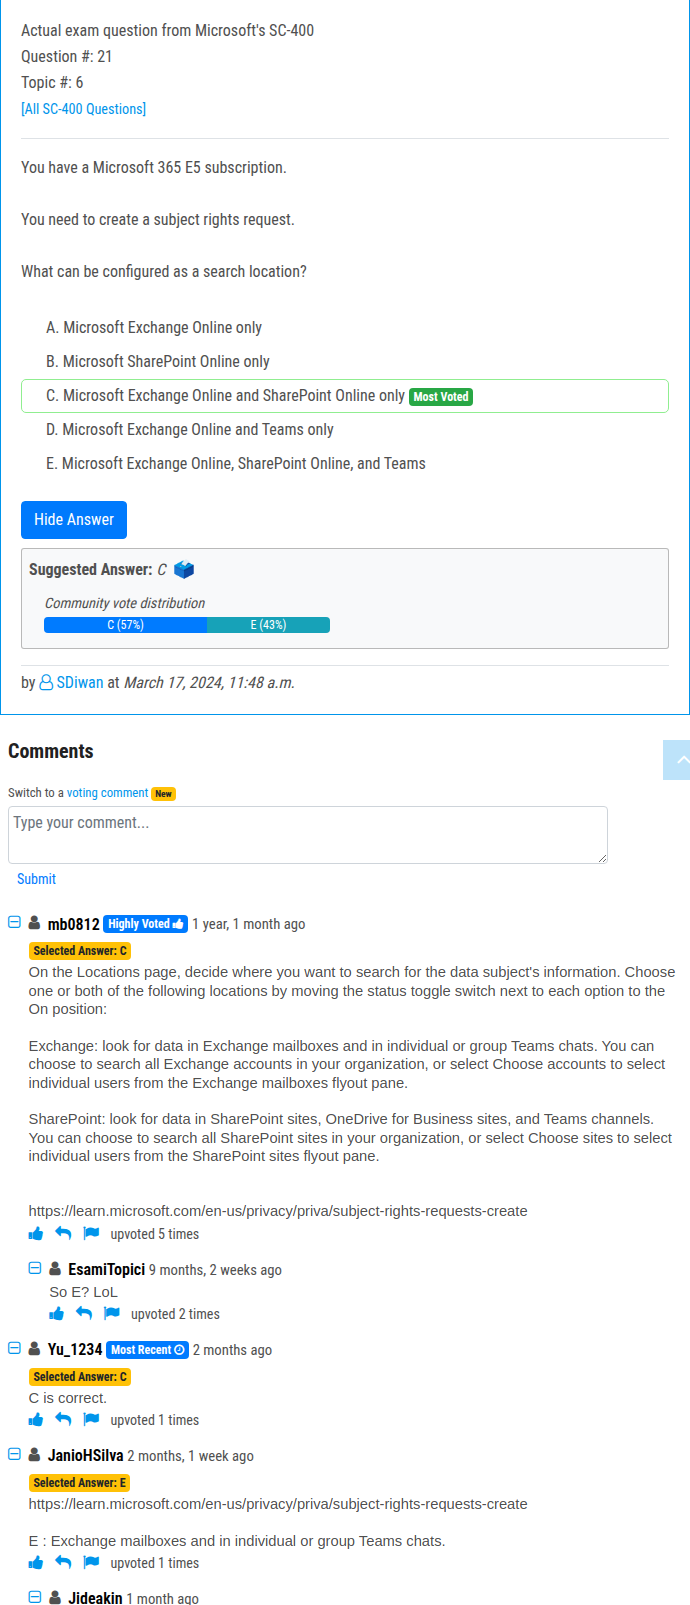 Actual exam question from Microsoft's SC-400
Question #: 21
Topic #: 6
[All SC-400 Questions]
You have a Microsoft 365 E5 subscription.
You need to create a subject rights request.
What can be configured as a search location?
A. Microsoft Exchange Online only
B. Microsoft SharePoint Online only
C. Microsoft Exchange Online and SharePoint Online only Most Voted
D. Microsoft Exchange Online and Teams only
E. Microsoft Exchange Online, SharePoint Online, and Teams
Hide Answer
Suggested Answer: C
Community vote distribution
C (57%) E (43%)
by SDiwan at March 17, 2024, 11:48 a.m.
Comments
Switch to a voting comment New
Type your comment...
Submit
mb0812 Highly Voted 1 year, 1 month ago
Selected Answer: C
On the Locations page, decide where you want to search for the data subject's information. Choose
one or both of the following locations by moving the status toggle switch next to each option to the
On position:
Exchange: look for data in Exchange mailboxes and in individual or group Teams chats. You can
choose to search all Exchange accounts in your organization, or select Choose accounts to select
individual users from the Exchange mailboxes flyout pane.
SharePoint: look for data in SharePoint sites, OneDrive for Business sites, and Teams channels.
You can choose to search all SharePoint sites in your organization, or select Choose sites to select
individual users from the SharePoint sites flyout pane.
https://learn.microsoft.com/en-us/privacy/priva/subject-rights-requests-create
upvoted 5 times
EsamiTopici 9 months, 2 weeks ago
So E? LoL
upvoted 2 times
Yu_1234 Most Recent 2 months ago
Selected Answer: C
C is correct.
upvoted 1 times
JanioHSilva 2 months, 1 week ago
Selected Answer: E
https://learn.microsoft.com/en-us/privacy/priva/subject-rights-requests-create
E : Exchange mailboxes and in individual or group Teams chats.
upvoted 1 times
Jideakin 1 month ago